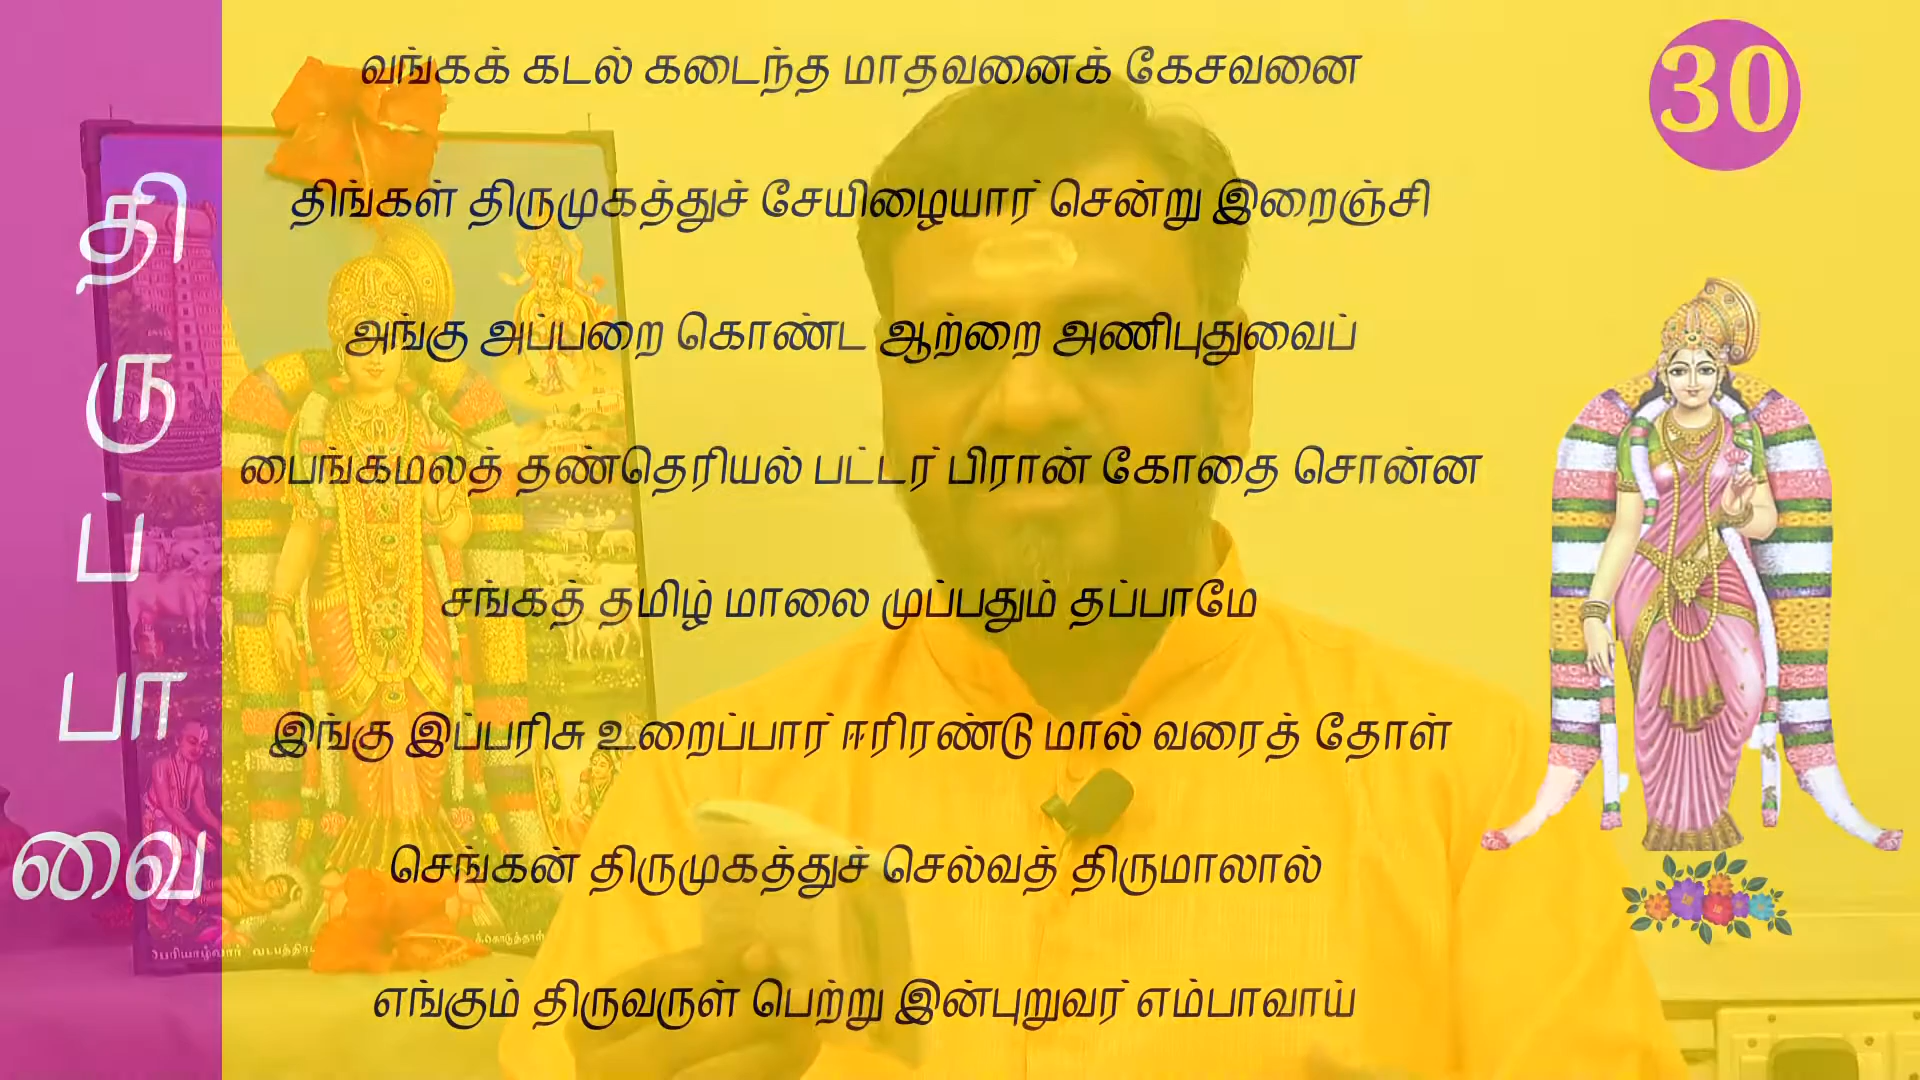 திருப்பாவை
30
வங்கக் கடல் கடைந்த மாதவனைக் கேசவனை
திங்கள் திருமுகத்துச் சேயிழையார் சென்று இறைஞ்சி
அங்கு அப்பறை கொண்ட ஆற்றை அணிபுதுவைப்
பைங்கமலத் தண்தெரியல் பட்டர் பிரான் கோதை சொன்ன
சங்கத் தமிழ் மாலை முப்பதும் தப்பாமே
இங்கு இப்பரிசு உறைப்பார் ஈரிரண்டு மால் வரைத் தோள்
செங்கன் திருமுகத்துச் செல்வத் திருமாலால்
எங்கும் திருவருள் பெற்று இன்புறுவர் எம்பாவாய்